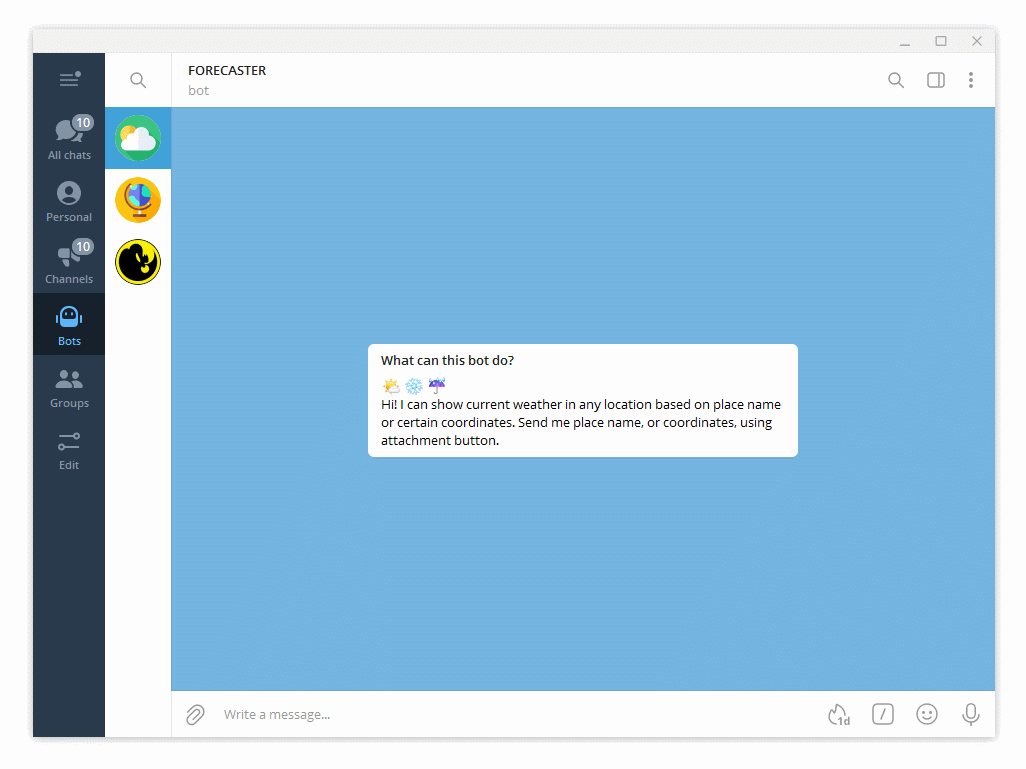 FORECASTER
bot
10
All chats
Personal
10
Channels
Bots
Groups
Edit
What can this bot do?
🌤️ ❄️ ☔
Hi! I can show current weather in any location based on place name
or certain coordinates. Send me place name, or coordinates, using
attachment button.
Write a message...
1d
/